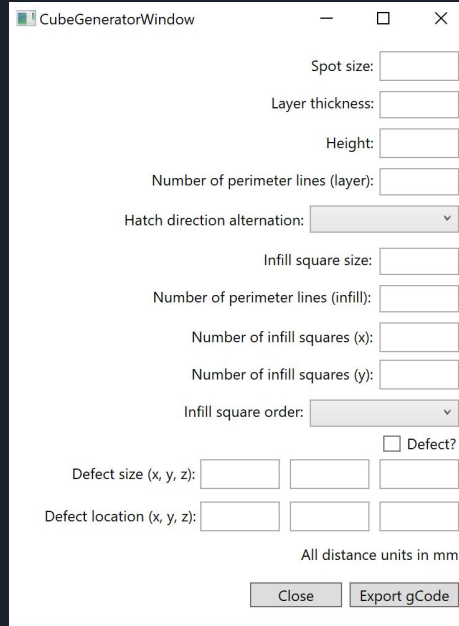 CubeGeneratorWindow
Spot size:
Layer thickness:
Height:
Number of perimeter lines (layer):
Hatch direction alternation:
Infill square size:
Number of perimeter lines (infill):
Number of infill squares (x):
Number of infill squares (y):
Infill square order:
Defect?
Defect size (x, y, z):
Defect location (x, y, z):
All distance units in mm
Close Export gCode